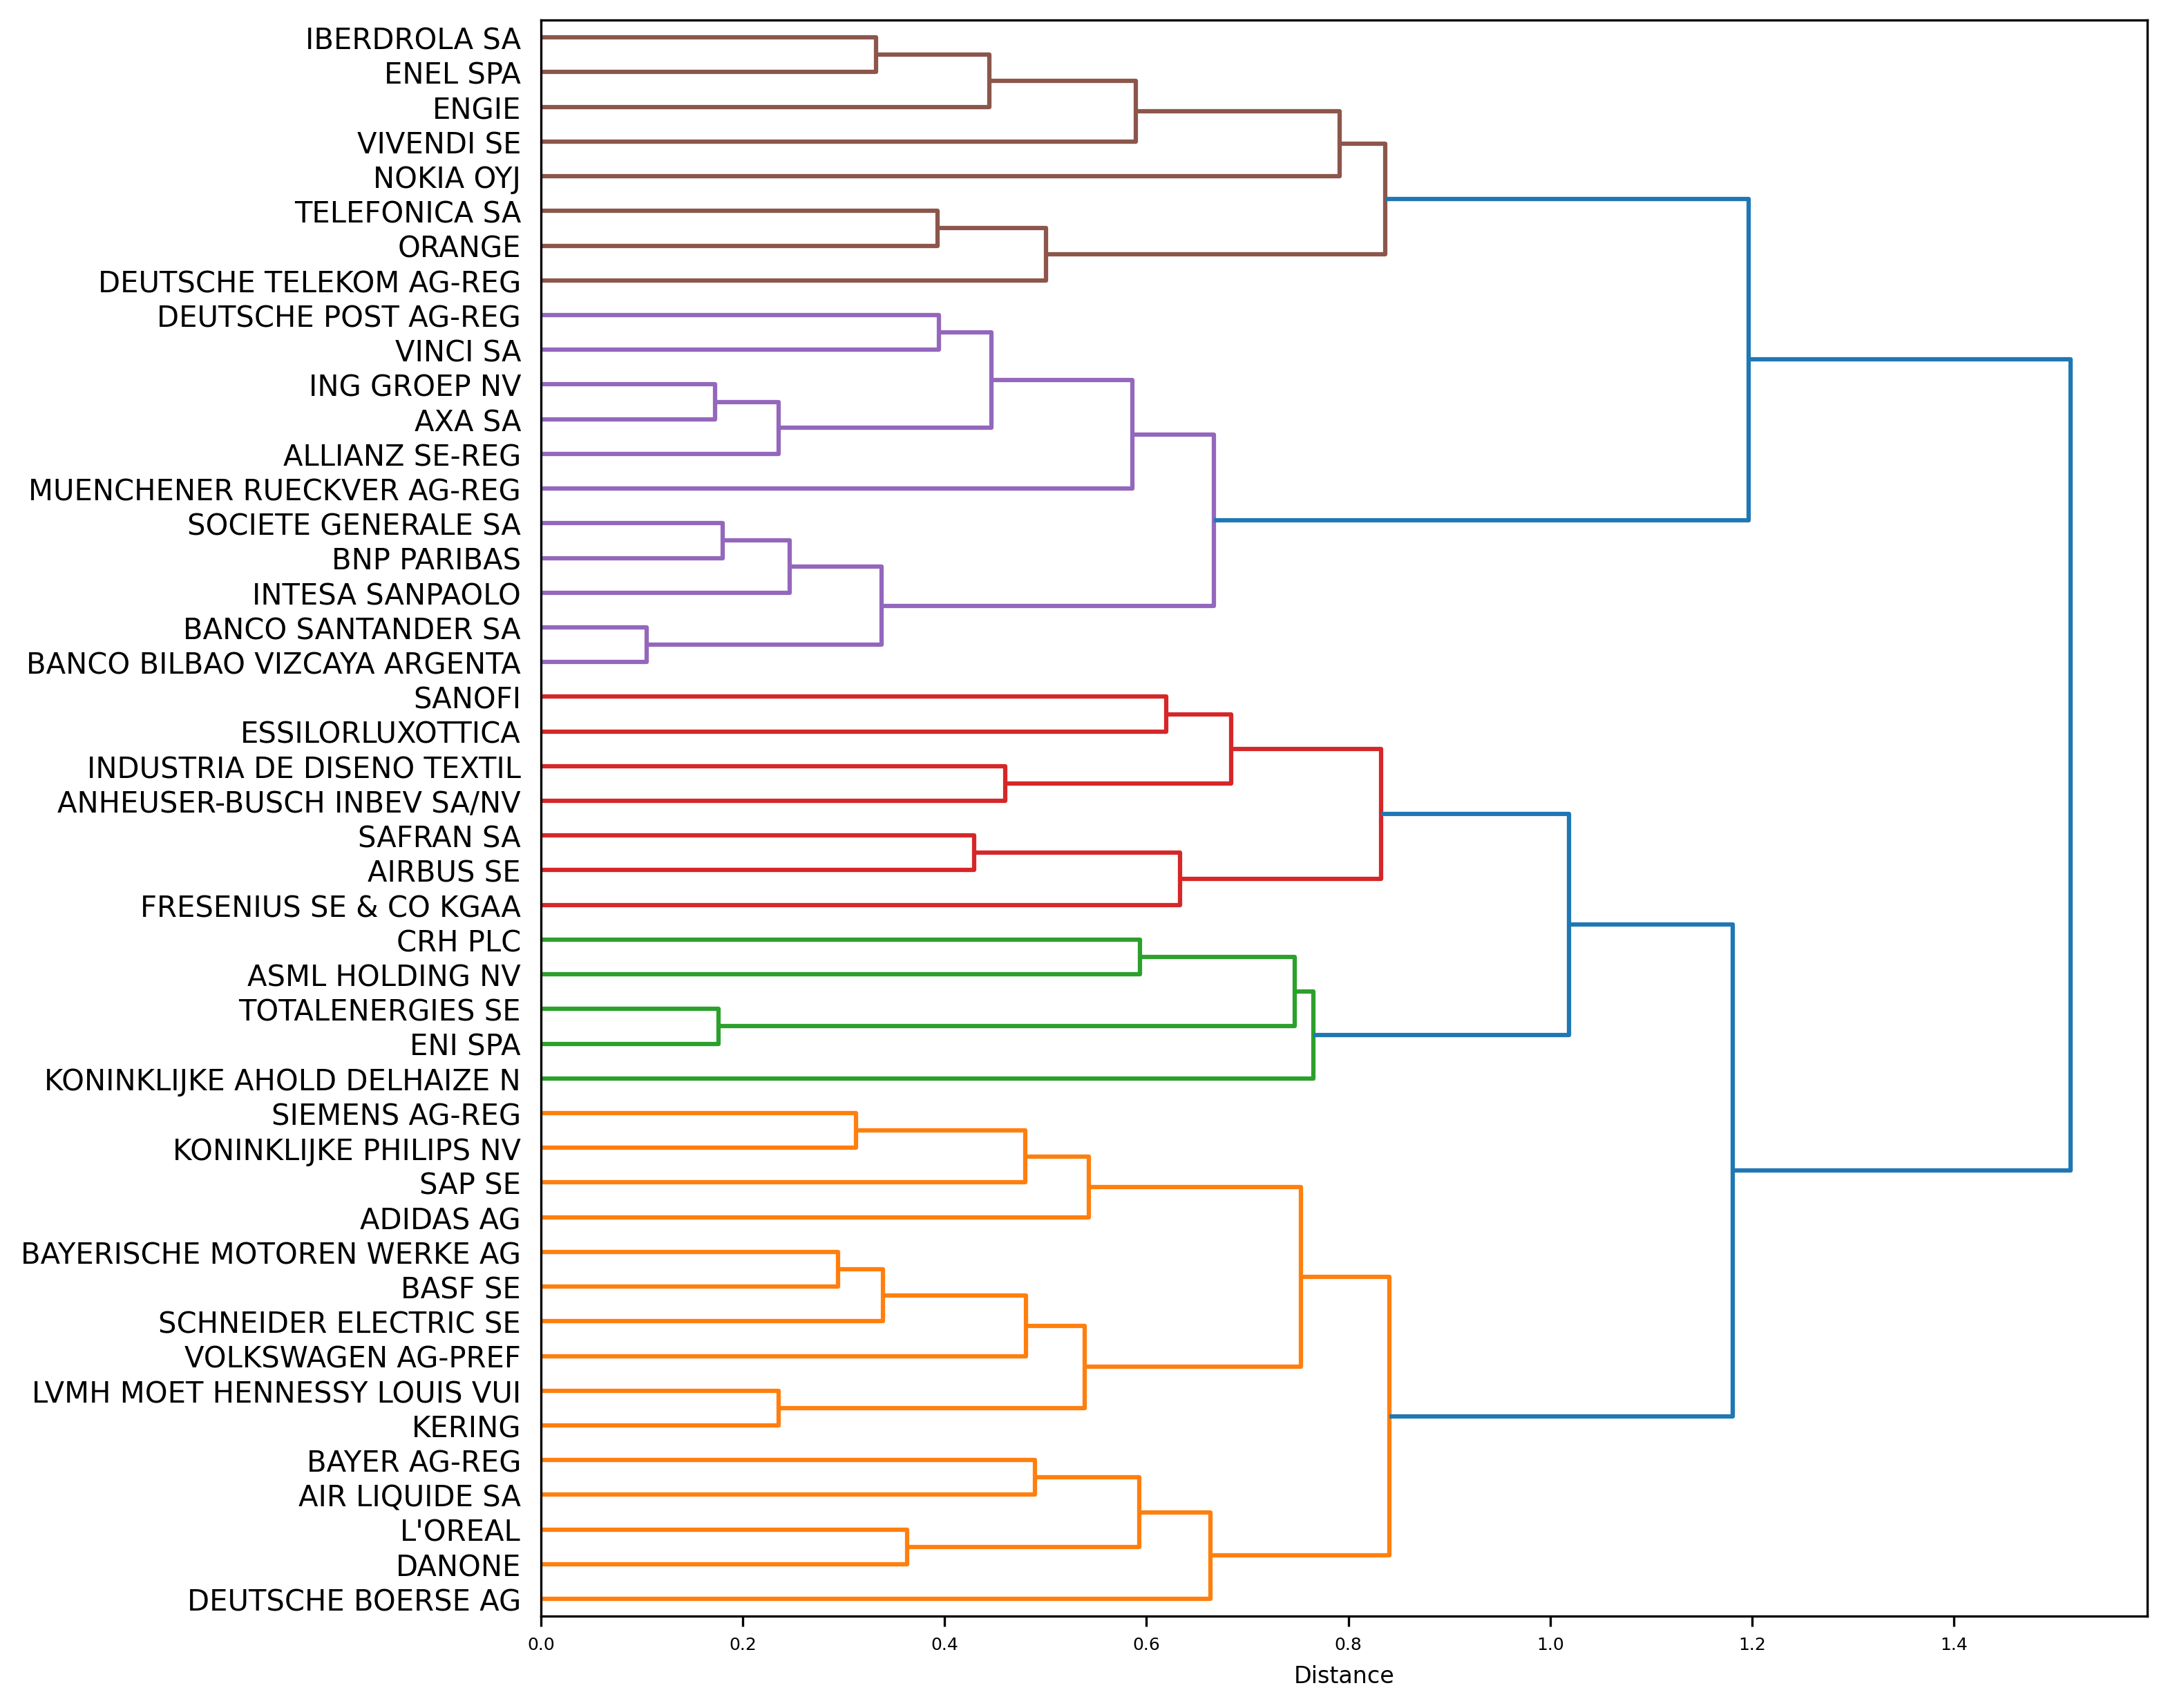 IBERDROLA SA
ENEL SPA
ENGIE
VIVENDI SE
NOKIA OYJ
TELEFONICA SA
ORANGE
DEUTSCHE TELEKOM AG-REG
DEUTSCHE POST AG-REG
VINCI SA
ING GROEP NV
AXA SA
ALLIANZ SE-REG
MUENCHENER RUECKVER AG-REG
SOCIETE GENERALE SA
BNP PARIBAS
INTESA SANPAOLO
BANCO SANTANDER SA
BANCO BILBAO VIZCAYA ARGENTA
SANOFI
ESSILORLUXOTTICA
INDUSTRIA DE DISENO TEXTIL
ANHEUSER-BUSCH INBEV SA/NV
SAFRAN SA
AIRBUS SE
FRESENIUS SE & CO KGAA
CRH PLC
ASML HOLDING NV
TOTALENERGIES SE
ENI SPA
KONINKLIJKE AHOLD DELHAIZE N
SIEMENS AG-REG
KONINKLIJKE PHILIPS NV
SAP SE
ADIDAS AG
BAYERISCHE MOTOREN WERKE AG
BASF SE
SCHNEIDER ELECTRIC SE
VOLKSWAGEN AG-PREF
LVMH MOET HENNESSY LOUIS VUI
KERING
BAYER AG-REG
AIR LIQUIDE SA
L'OREAL
DANONE
DEUTSCHE BOERSE AG
0.0 0.2 0.4 0.6 0.8 1.0 1.2 1.4
Distance